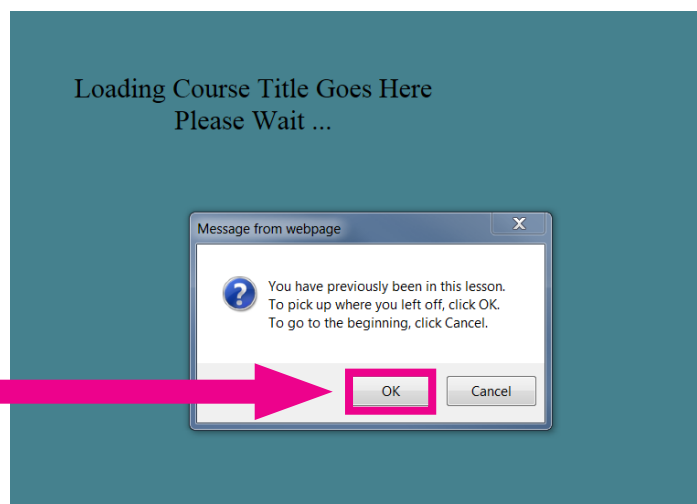 Loading Course Title Goes Here
Please Wait ...
Message from webpage
X
?
You have previously been in this lesson.
To pick up where you left off, click OK.
To go to the beginning, click Cancel.
OK
Cancel